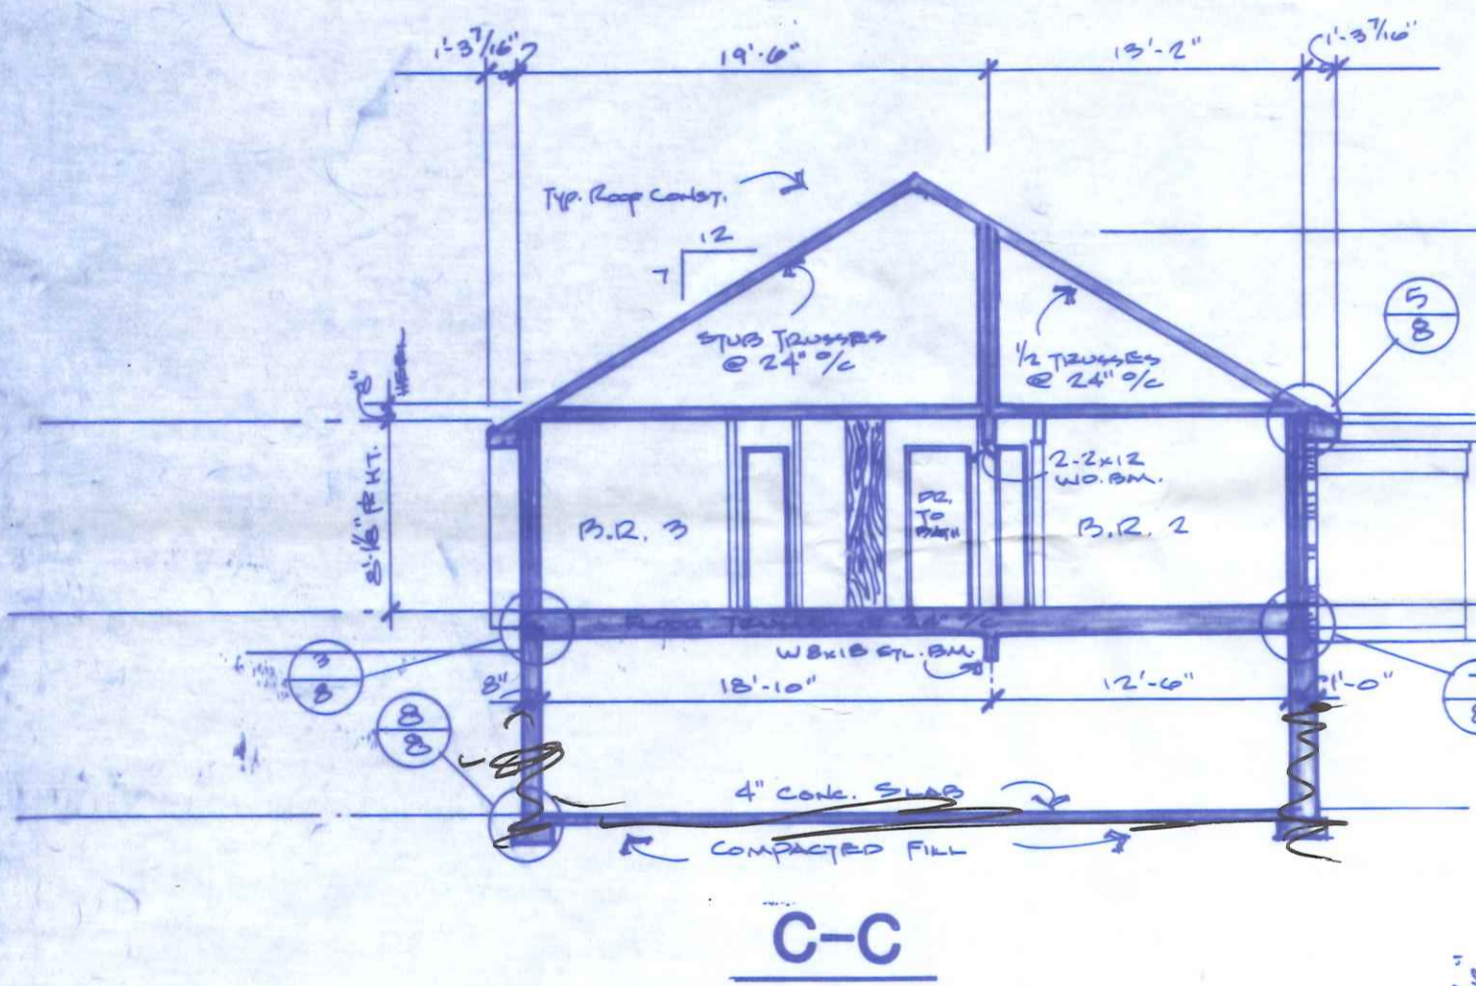 1'-3 7/16"
19'-6"
13'-2"
1'-3 7/16"
TYP. ROOF CONST.
12
7
STUB TRUSSES
@ 24" o/c
1/2 TRUSSES
@ 24" o/c
5
8
8"
HEEL
8'-1 1/8" PL HT.
2-2x12
WD. BM.
B.R. 3
DR.
TO
BATH
B.R. 2
FLOOR TRUSSES 24" o/c
W8x18 STL. BM.
3
8
8"
18'-10"
12'-6"
1'-0"
8
8
4" CONC. SLAB
COMPACTED FILL
C-C